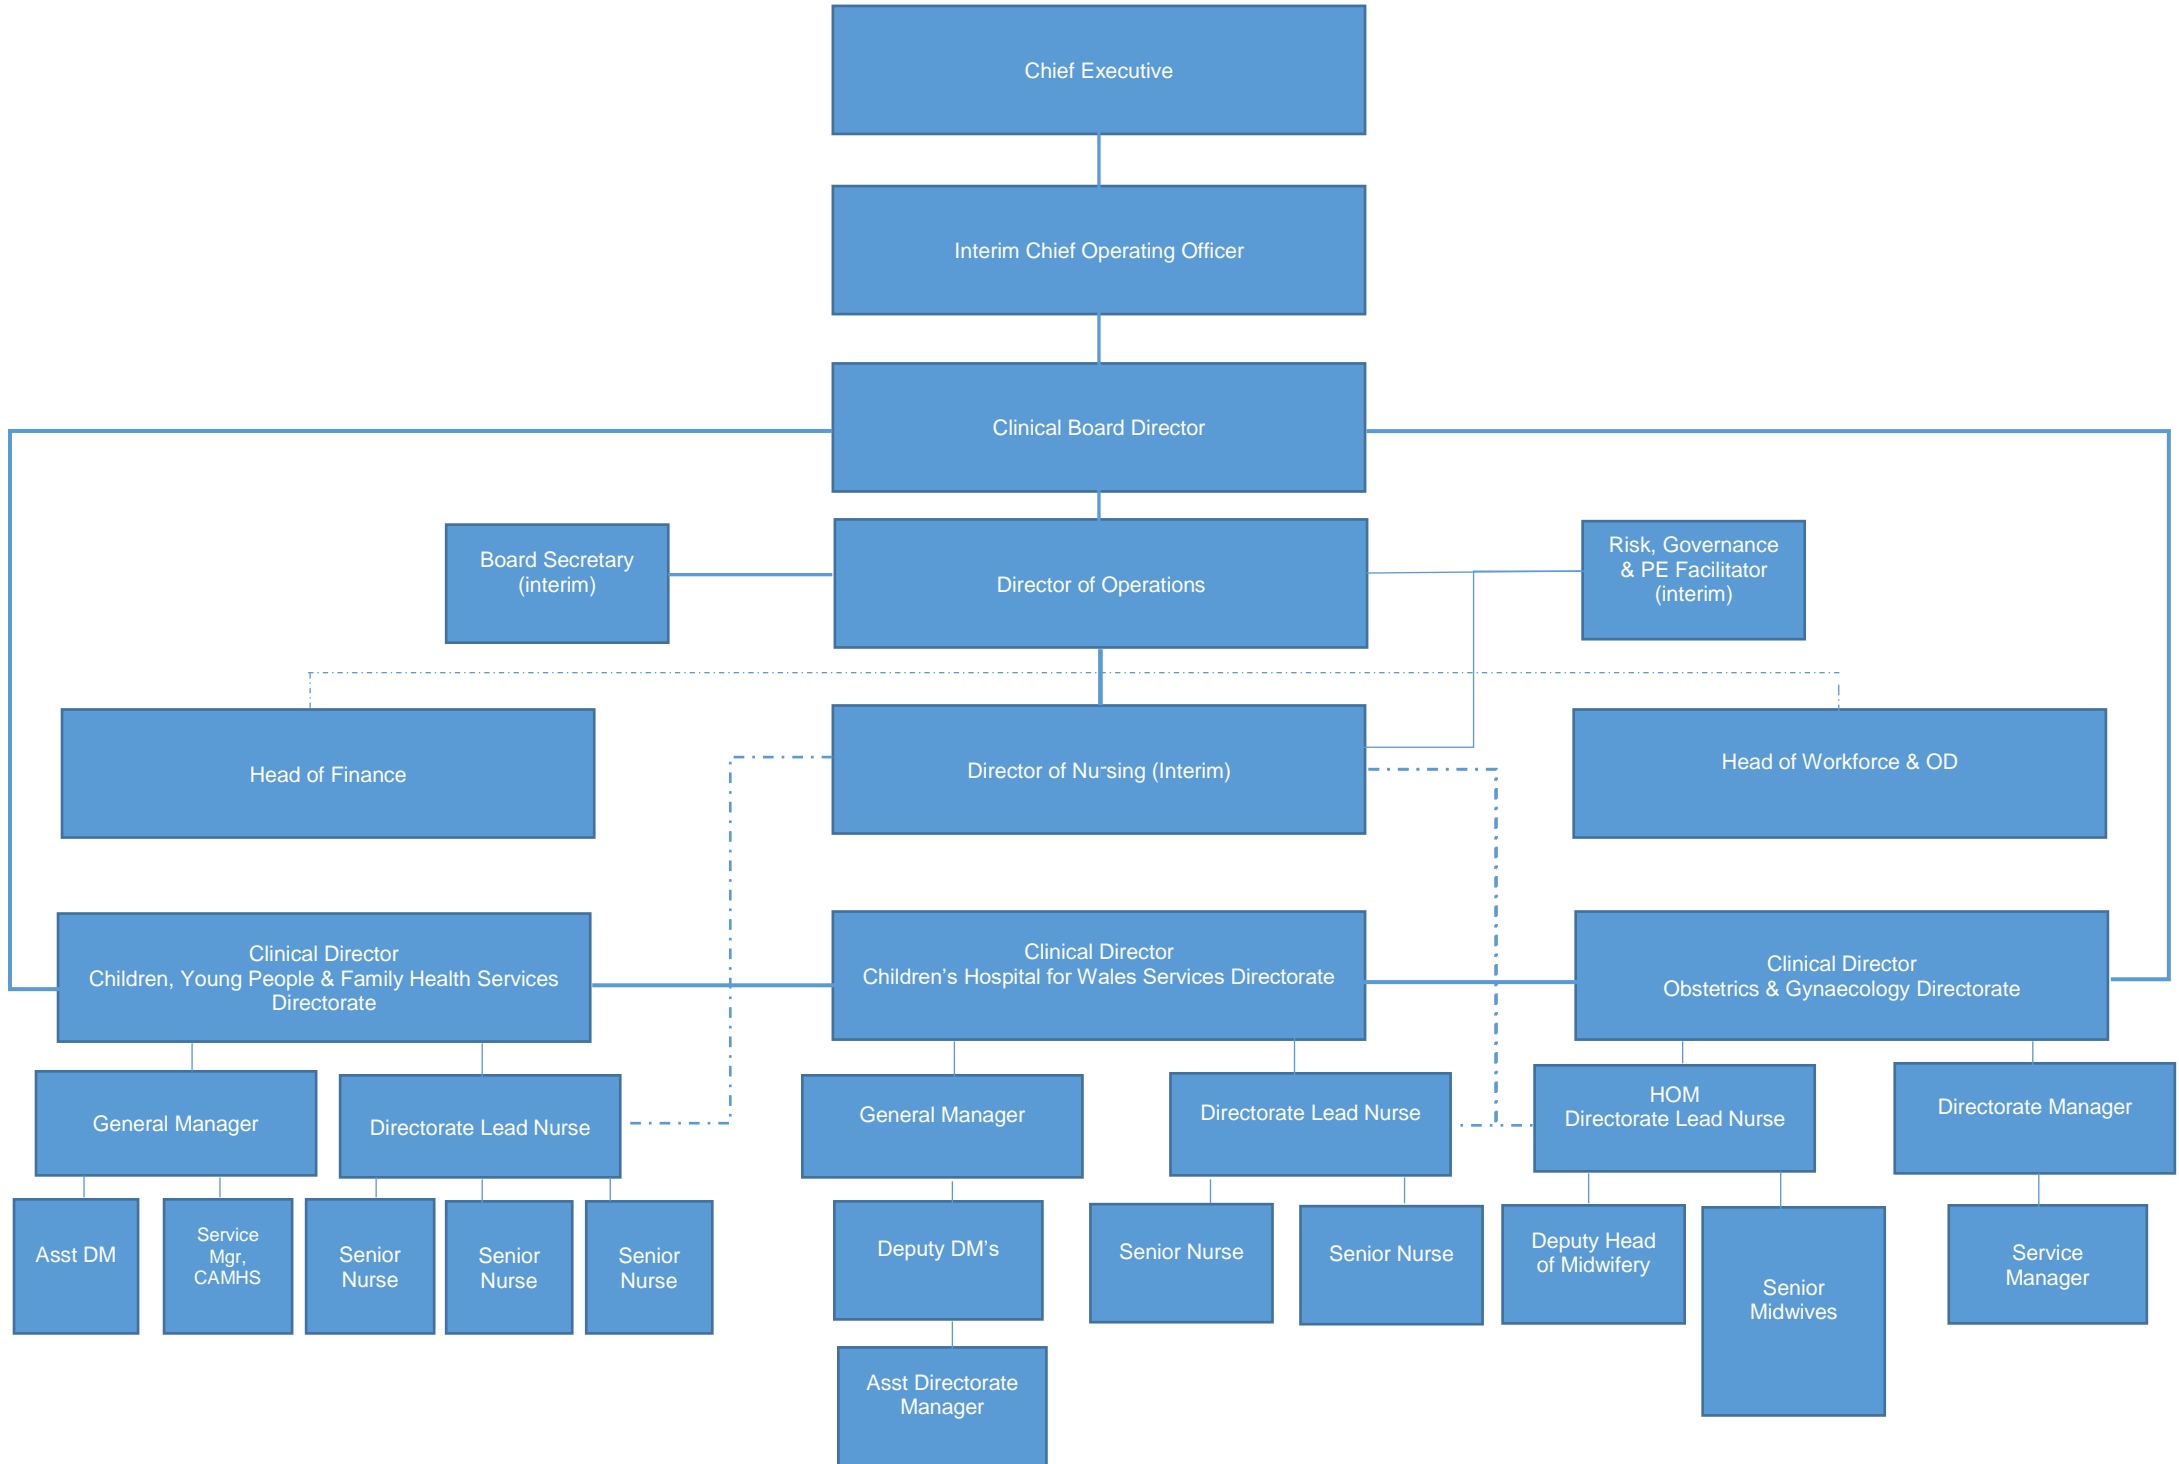 Chief Executive
Interim Chief Operating Officer
Clinical Board Director
Board Secretary
(interim)
Director of Operations
Risk, Governance
& PE Facilitator
(interim)
Head of Finance
Director of Nursing (Interim)
Head of Workforce & OD
Clinical Director
Children, Young People & Family Health Services
Directorate
Clinical Director
Children’s Hospital for Wales Services Directorate
Clinical Director
Obstetrics & Gynaecology Directorate
General Manager
Directorate Lead Nurse
General Manager
Directorate Lead Nurse
HOM
Directorate Lead Nurse
Directorate Manager
Asst DM
Service
Mgr,
CAMHS
Senior
Nurse
Senior
Nurse
Senior
Nurse
Deputy DM’s
Senior Nurse
Senior Nurse
Deputy Head
of Midwifery
Senior
Midwives
Service
Manager
Asst Directorate
Manager